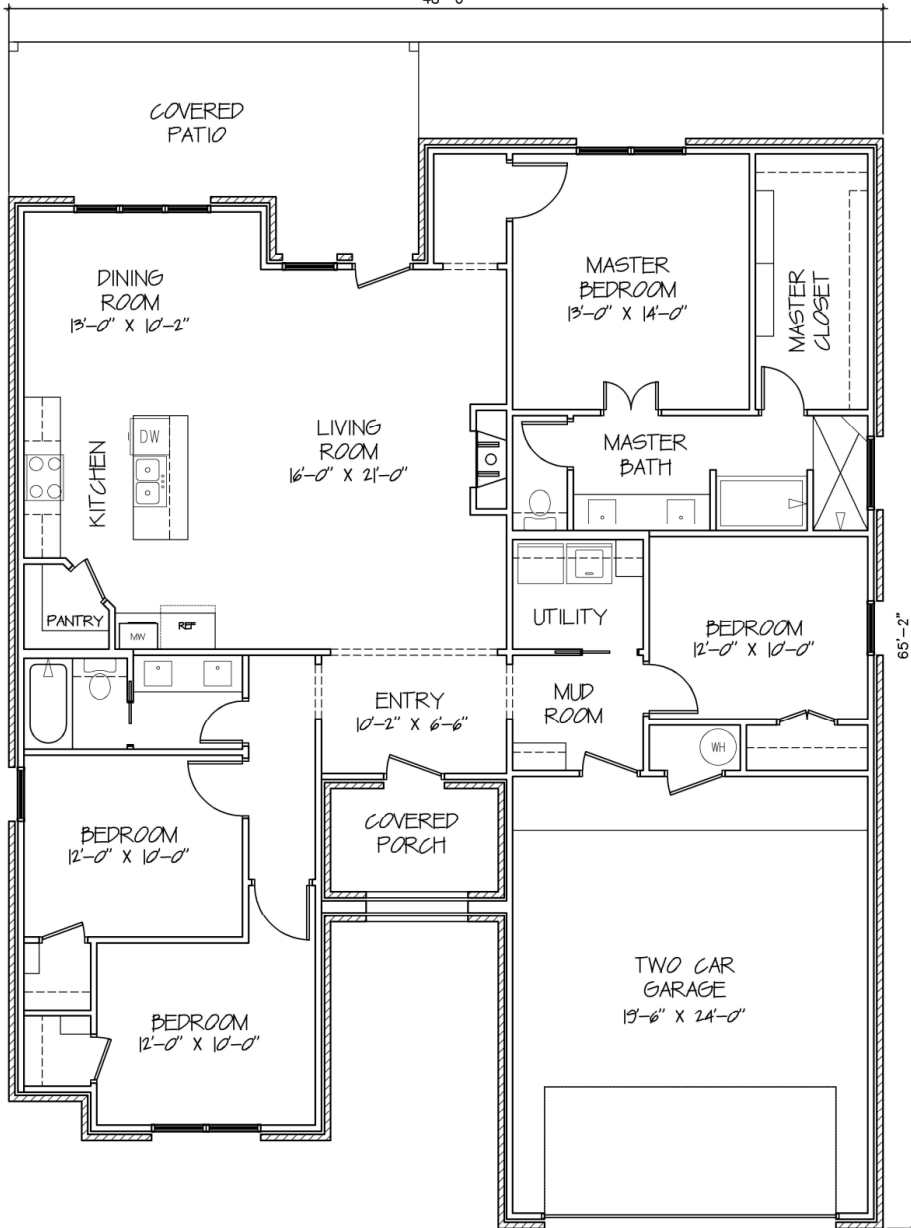 COVERED
PATIO
DINING
ROOM
13'-0" X 10'-2"
MASTER
BEDROOM
13'-0" X 14'-0"
MASTER
CLOSET
KITCHEN
DW
LIVING
ROOM
16'-0" X 21'-0"
MASTER
BATH
PANTRY
MW
REF
UTILITY
BEDROOM
12'-0" X 10'-0"
65'-2"
ENTRY
10'-2" X 6'-6"
MUD
ROOM
WH
BEDROOM
12'-0" X 10'-0"
COVERED
PORCH
TWO CAR
GARAGE
19'-6" X 24'-0"
BEDROOM
12'-0" X 10'-0"